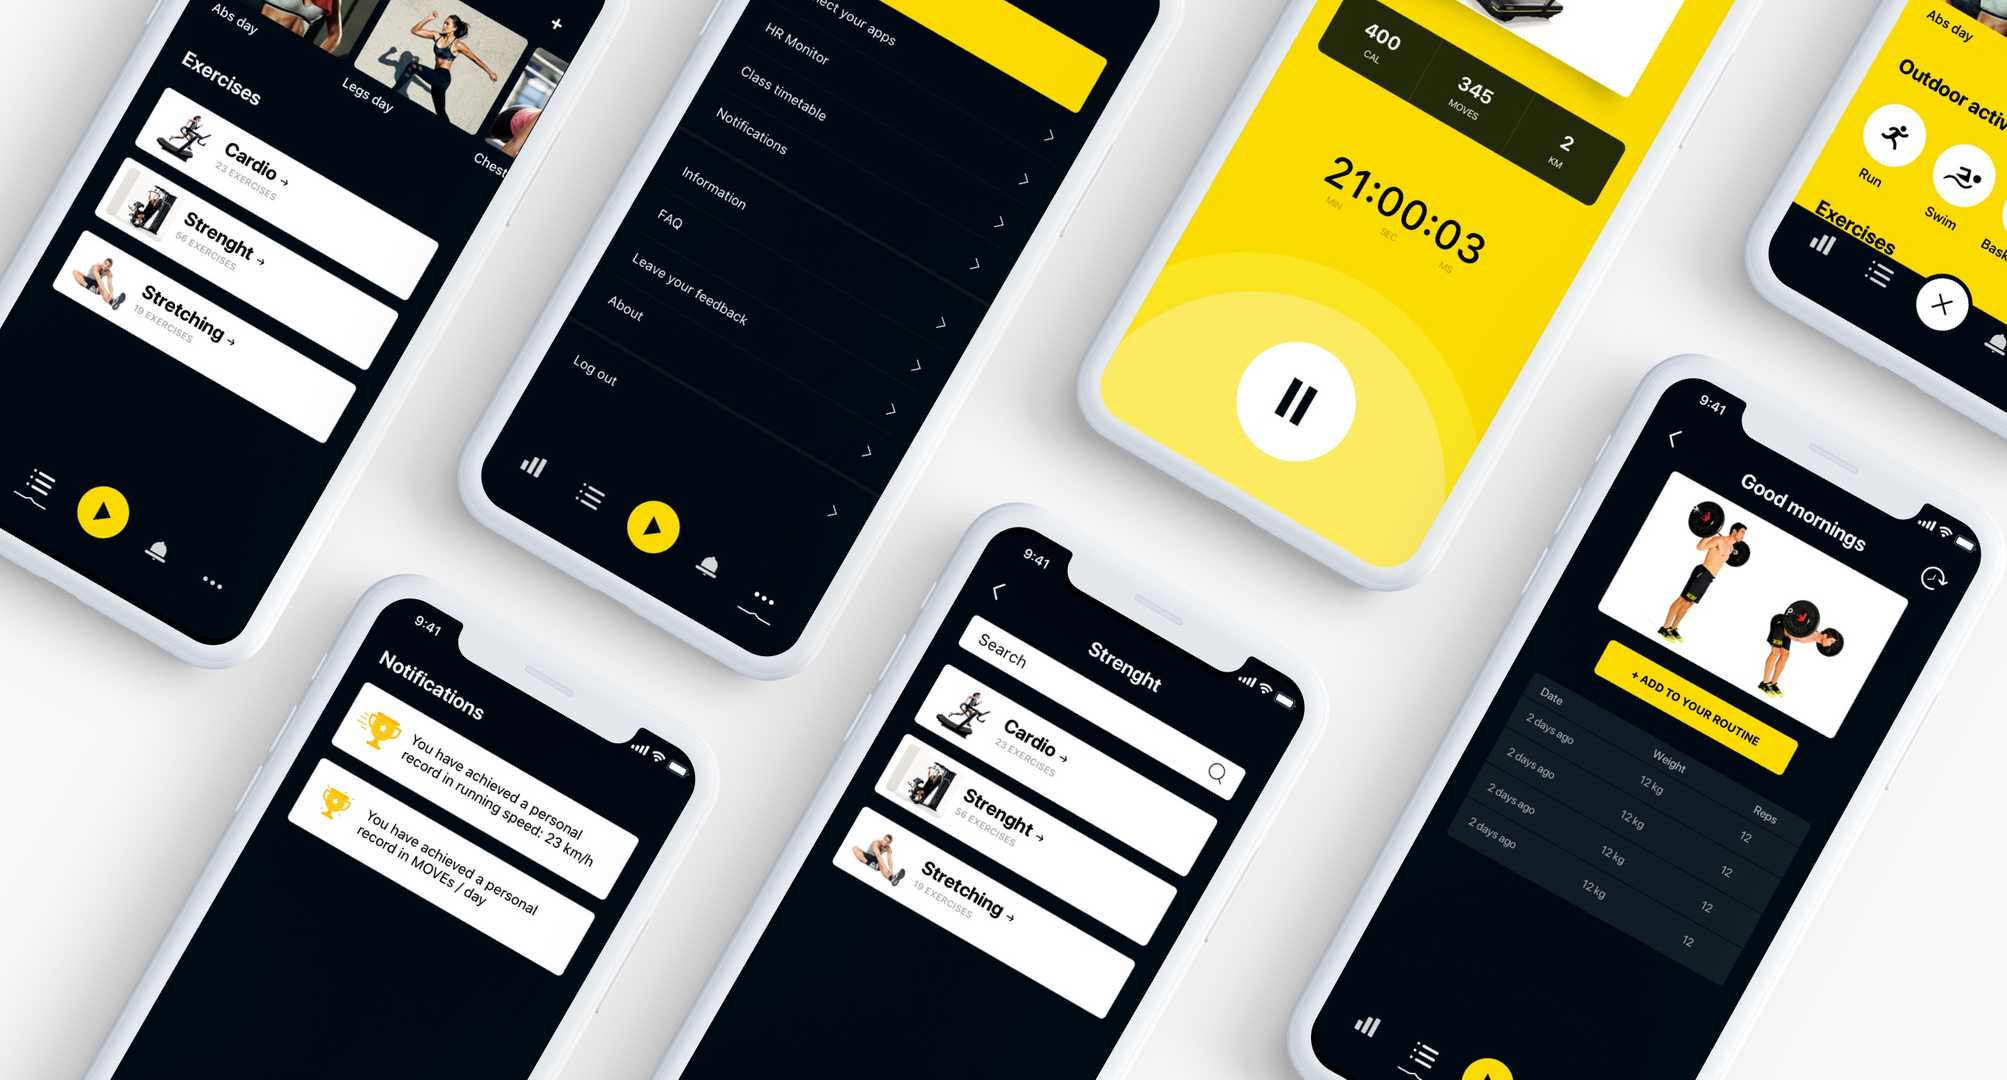 Abs day
Legs day
Chest
Exercises
Cardio
23 EXERCISES
Strenght
56 EXERCISES
Stretching
19 EXERCISES
your apps
HR Monitor
Class timetable
Notifications
Information
FAQ
Leave your feedback
About
Log out
400
CAL
345
MOVES
2
KM
21:00:03
MIN
SEC
MS
Abs day
Outdoor activ
Run
Swim
Bask
Exercises
9:41
Notifications
You have achieved a personal
record in running speed: 23 km/h
You have achieved a personal
record in MOVEs / day
9:41
Strenght
Search
Cardio
23 EXERCISES
Strenght
56 EXERCISES
Stretching
19 EXERCISES
9:41
Good mornings
+ ADD TO YOUR ROUTINE
Date Weight Reps
2 days ago 12 kg 12
2 days ago 12 kg 12
2 days ago 12 kg 12
2 days ago 12 kg 12